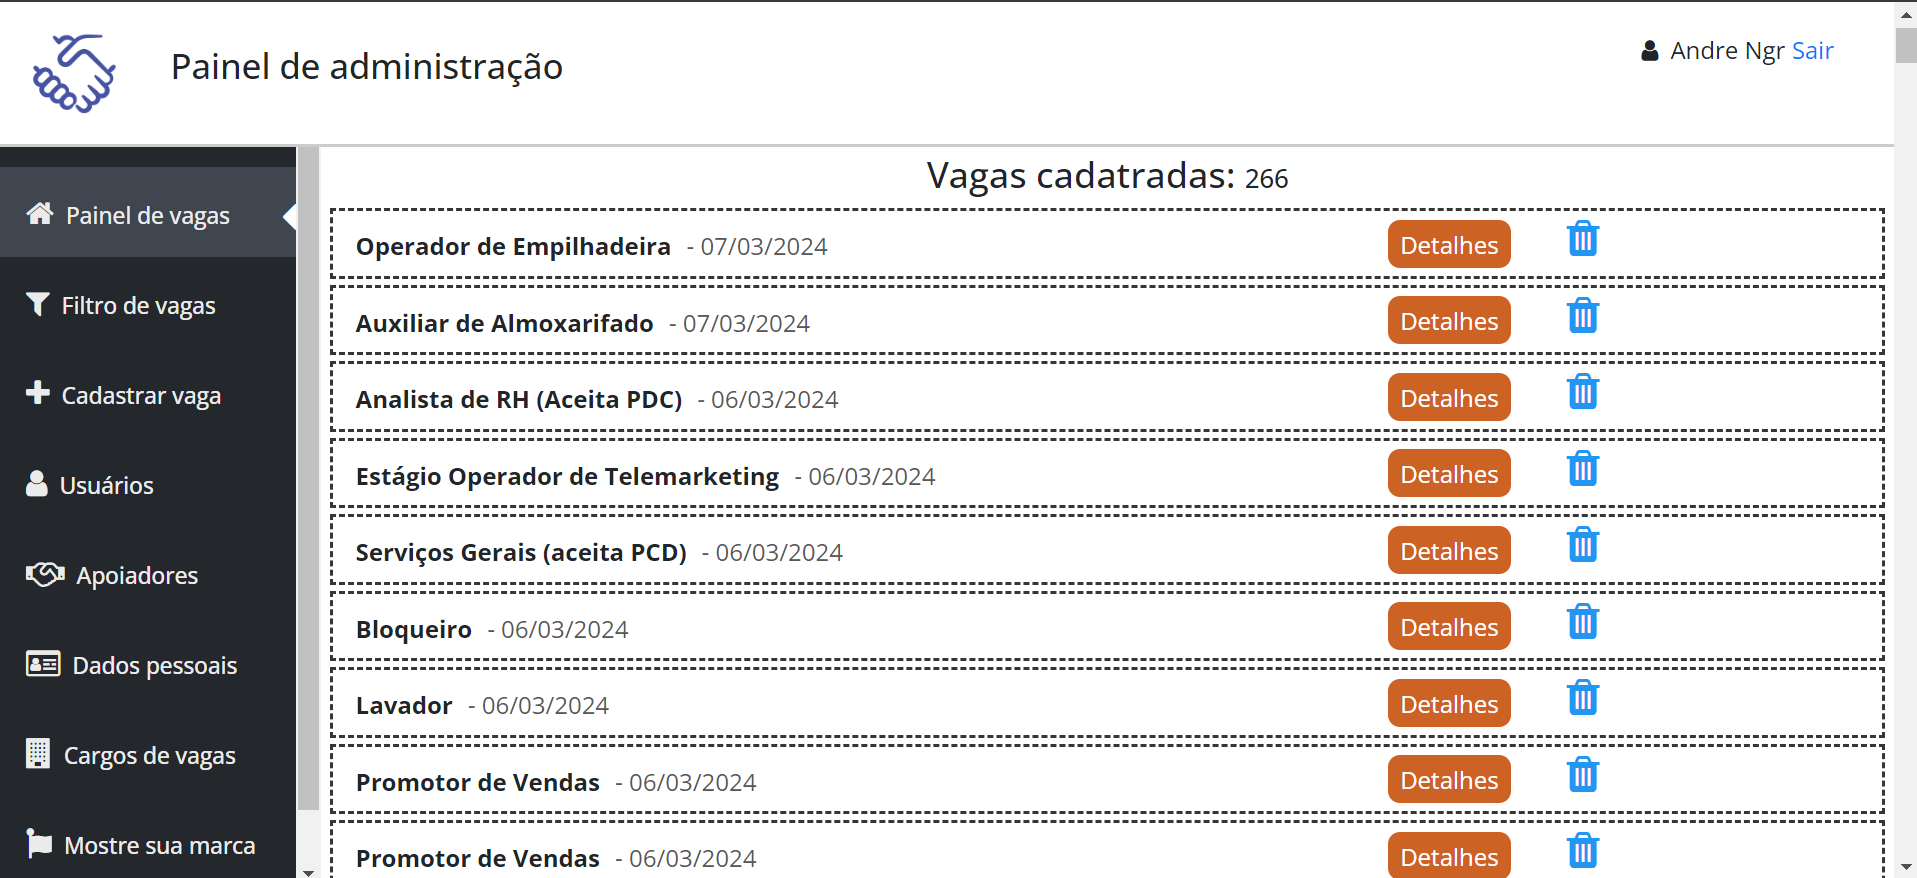 Painel de administração
Andre Ngr Sair
Painel de vagas
Filtro de vagas
Cadastrar vaga
Usuários
Apoiadores
Dados pessoais
Cargos de vagas
Mostre sua marca
Vagas cadatradas: 266
Operador de Empilhadeira - 07/03/2024 Detalhes
Auxiliar de Almoxarifado - 07/03/2024 Detalhes
Analista de RH (Aceita PDC) - 06/03/2024 Detalhes
Estágio Operador de Telemarketing - 06/03/2024 Detalhes
Serviços Gerais (aceita PCD) - 06/03/2024 Detalhes
Bloqueiro - 06/03/2024 Detalhes
Lavador - 06/03/2024 Detalhes
Promotor de Vendas - 06/03/2024 Detalhes
Promotor de Vendas - 06/03/2024 Detalhes